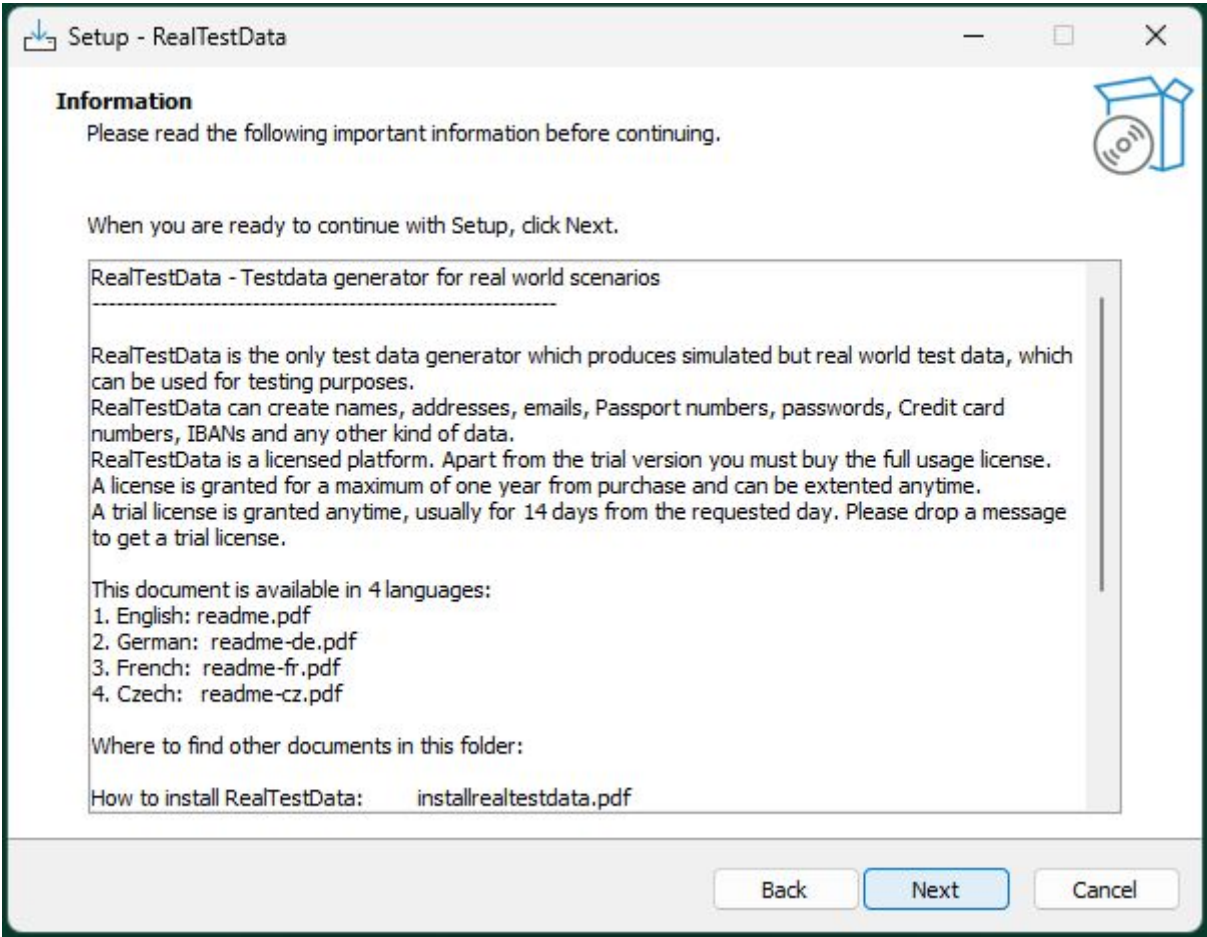 Setup - RealTestData
Information
Please read the following important information before continuing.
When you are ready to continue with Setup, click Next.
RealTestData - Testdata generator for real world scenarios
----------------------------------------------------------
RealTestData is the only test data generator which produces simulated but real world test data, which
can be used for testing purposes.
RealTestData can create names, addresses, emails, Passport numbers, passwords, Credit card
numbers, IBANs and any other kind of data.
RealTestData is a licensed platform. Apart from the trial version you must buy the full usage license.
A license is granted for a maximum of one year from purchase and can be extented anytime.
A trial license is granted anytime, usually for 14 days from the requested day. Please drop a message
to get a trial license.
This document is available in 4 languages:
1. English: readme.pdf
2. German:  readme-de.pdf
3. French:  readme-fr.pdf
4. Czech:   readme-cz.pdf
Where to find other documents in this folder:
How to install RealTestData:        installrealtestdata.pdf
Back Next Cancel